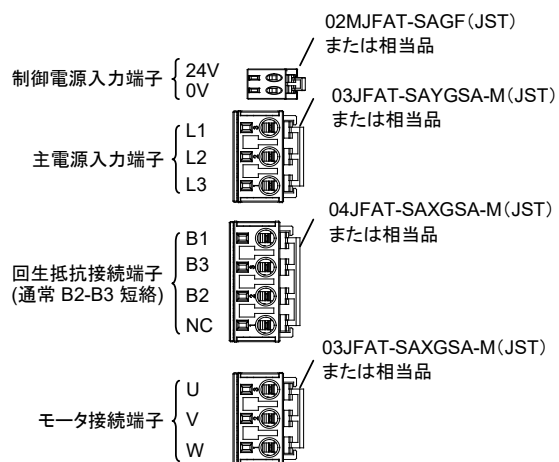 02MJFAT-SAGF(JST)
または相当品
制御電源入力端子
24V
0V
03JFAT-SAYGSA-M(JST)
または相当品
主電源入力端子
L1
L2
L3
04JFAT-SAXGSA-M(JST)
または相当品
回生抵抗接続端子
(通常 B2-B3 短絡)
B1
B3
B2
NC
03JFAT-SAXGSA-M(JST)
または相当品
モータ接続端子
U
V
W